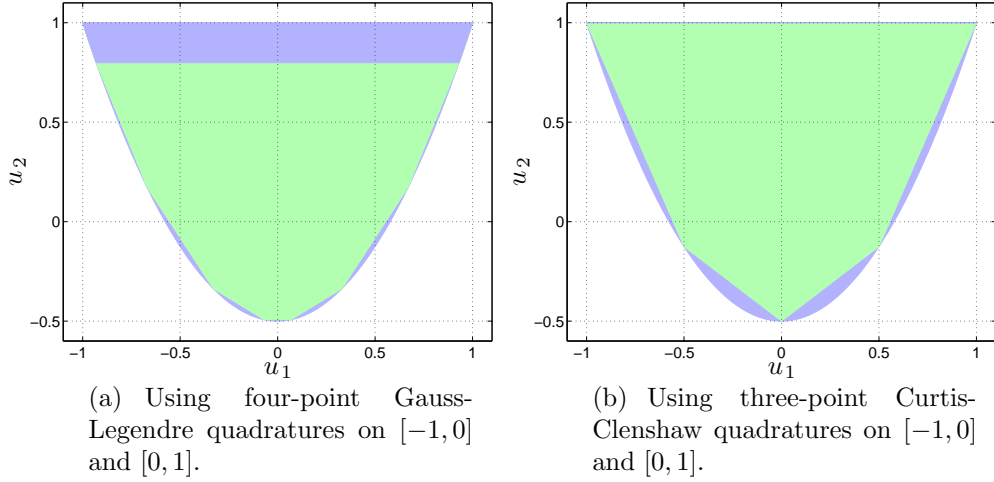 1
0.5
0
−0.5
−1
−0.5
0
0.5
1
u1
u2
1
0.5
0
−0.5
−1
−0.5
0
0.5
1
u1
u2
(a) Using four-point Gauss-
Legendre quadratures on [−1, 0]
and [0, 1].
(b) Using three-point Curtis-
Clenshaw quadratures on [−1, 0]
and [0, 1].